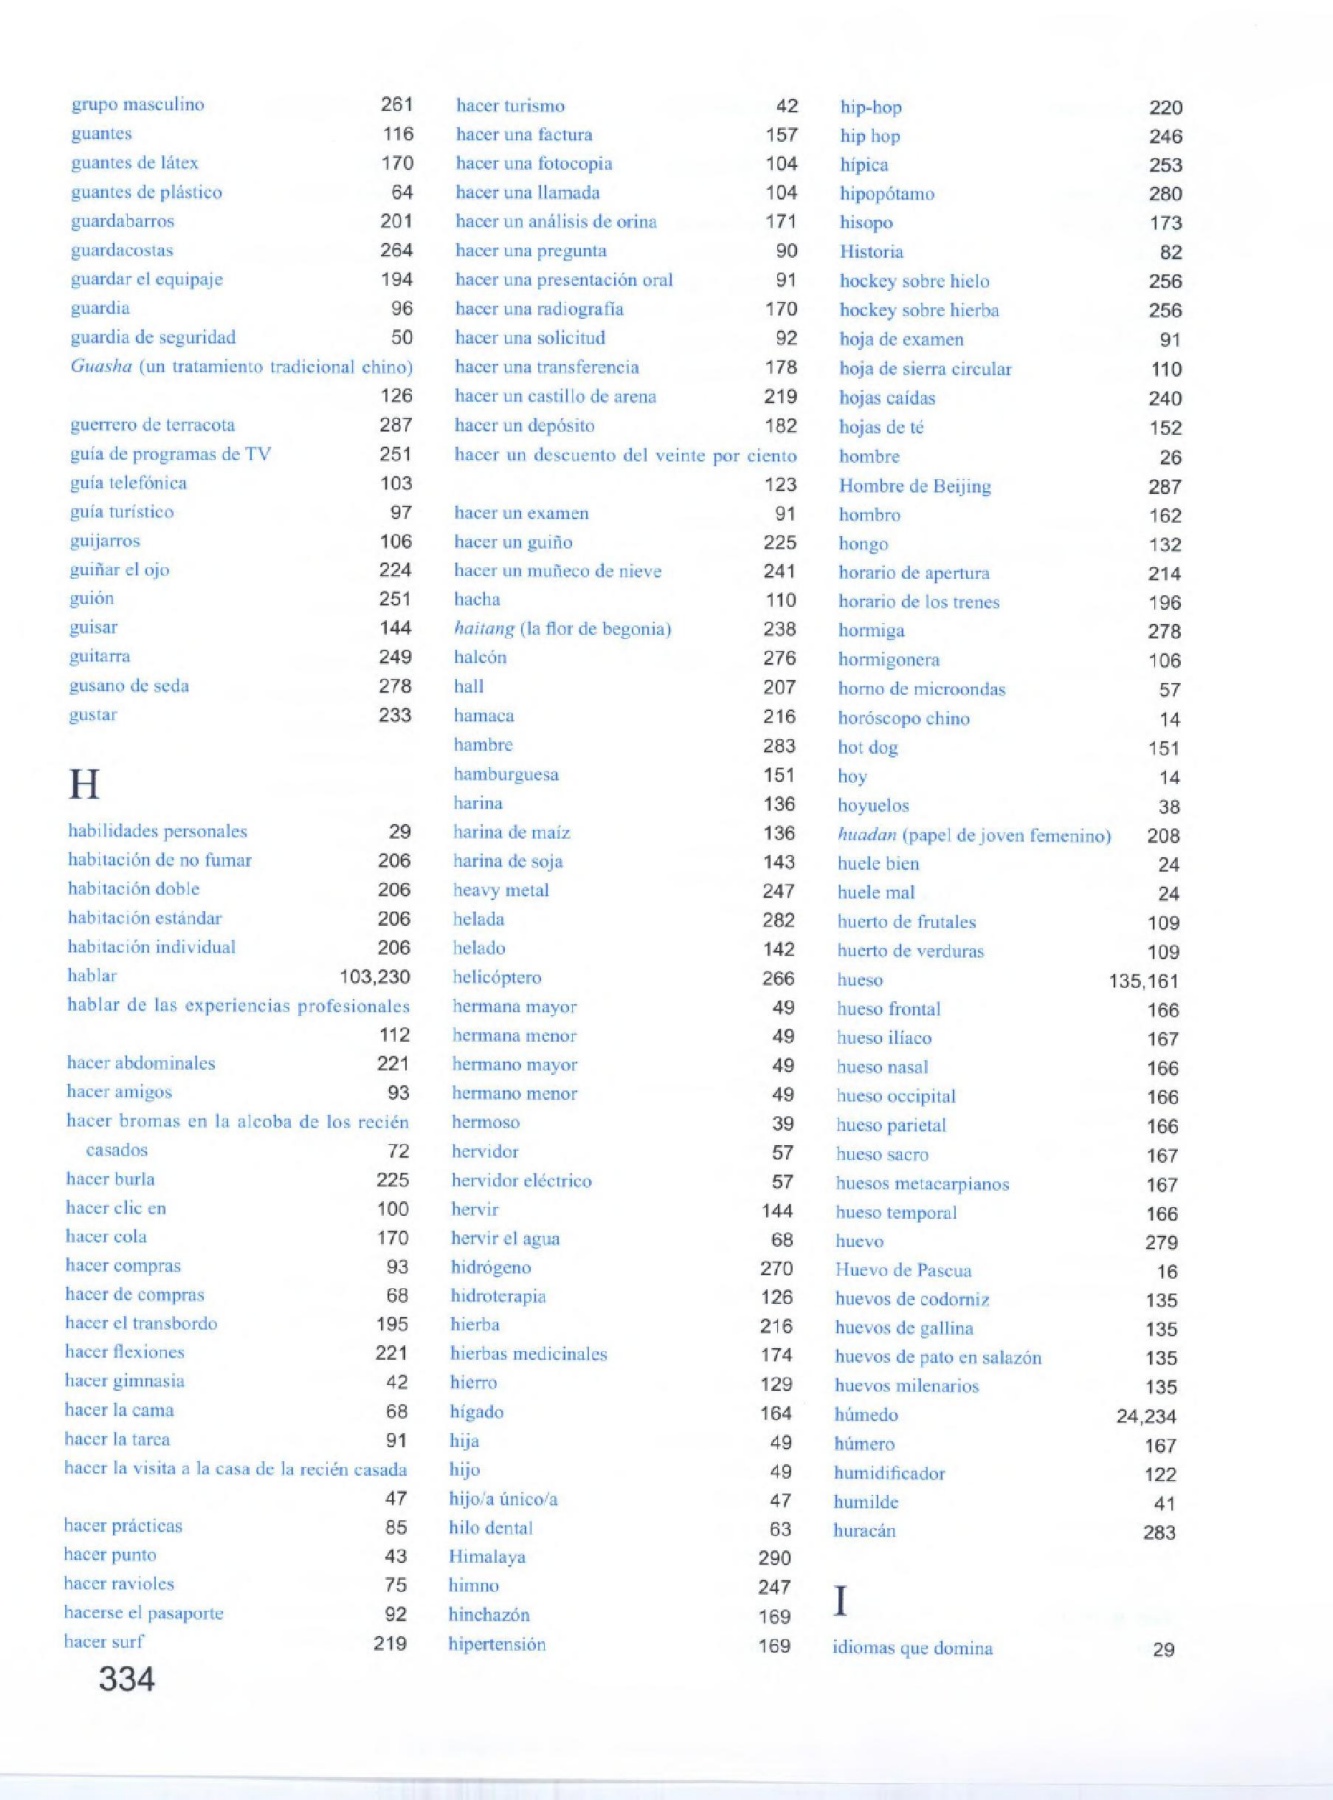 grupo masculino 261
guantes 116
guantes de látex 170
guantes de plástico 64
guardabarros 201
guardacostas 264
guardar el equipaje 194
guardia 96
guardia de seguridad 50
Guasha (un tratamiento tradicional chino)
126
guerrero de terracota 287
guía de programas de TV 251
guía telefónica 103
guía turístico 97
guijarros 106
guiñar el ojo 224
guión 251
guisar 144
guitarra 249
gusano de seda 278
gustar 233
H
habilidades personales 29
habitación de no fumar 206
habitación doble 206
habitación estándar 206
habitación individual 206
hablar 103,230
hablar de las experiencias profesionales
112
hacer abdominales 221
hacer amigos 93
hacer bromas en la alcoba de los recién
casados 72
hacer burla 225
hacer clic en 100
hacer cola 170
hacer compras 93
hacer de compras 68
hacer el transbordo 195
hacer flexiones 221
hacer gimnasia 42
hacer la cama 68
hacer la tarea 91
hacer la visita a la casa de la recién casada
47
hacer prácticas 85
hacer punto 43
hacer ravioles 75
hacerse el pasaporte 92
hacer surf 219
hacer turismo 42
hacer una factura 157
hacer una fotocopia 104
hacer una llamada 104
hacer un análisis de orina 171
hacer una pregunta 90
hacer una presentación oral 91
hacer una radiografía 170
hacer una solicitud 92
hacer una transferencia 178
hacer un castillo de arena 219
hacer un depósito 182
hacer un descuento del veinte por ciento
123
hacer un examen 91
hacer un guiño 225
hacer un muñeco de nieve 241
hacha 110
haitang (la flor de begonia) 238
halcón 276
hall 207
hamaca 216
hambre 283
hamburguesa 151
harina 136
harina de maíz 136
harina de soja 143
heavy metal 247
helada 282
helado 142
helicóptero 266
hermana mayor 49
hermana menor 49
hermano mayor 49
hermano menor 49
hermoso 39
hervidor 57
hervidor eléctrico 57
hervir 144
hervir el agua 68
hidrógeno 270
hidroterapia 126
hierba 216
hierbas medicinales 174
hierro 129
hígado 164
hija 49
hijo 49
hijo/a único/a 47
hilo dental 63
Himalaya 290
himno 247
hinchazón 169
hipertensión 169
hip-hop 220
hip hop 246
hípica 253
hipopótamo 280
hisopo 173
Historia 82
hockey sobre hielo 256
hockey sobre hierba 256
hoja de examen 91
hoja de sierra circular 110
hojas caídas 240
hojas de té 152
hombre 26
Hombre de Beijing 287
hombro 162
hongo 132
horario de apertura 214
horario de los trenes 196
hormiga 278
hormigonera 106
horno de microondas 57
horóscopo chino 14
hot dog 151
hoy 14
hoyuelos 38
huadan (papel de joven femenino) 208
huele bien 24
huele mal 24
huerto de frutales 109
huerto de verduras 109
hueso 135,161
hueso frontal 166
hueso ilíaco 167
hueso nasal 166
hueso occipital 166
hueso parietal 166
hueso sacro 167
huesos metacarpianos 167
hueso temporal 166
huevo 279
Huevo de Pascua 16
huevos de codorniz 135
huevos de gallina 135
huevos de pato en salazón 135
huevos milenarios 135
húmedo 24,234
húmero 167
humidificador 122
humilde 41
huracán 283
I
idiomas que domina 29
334